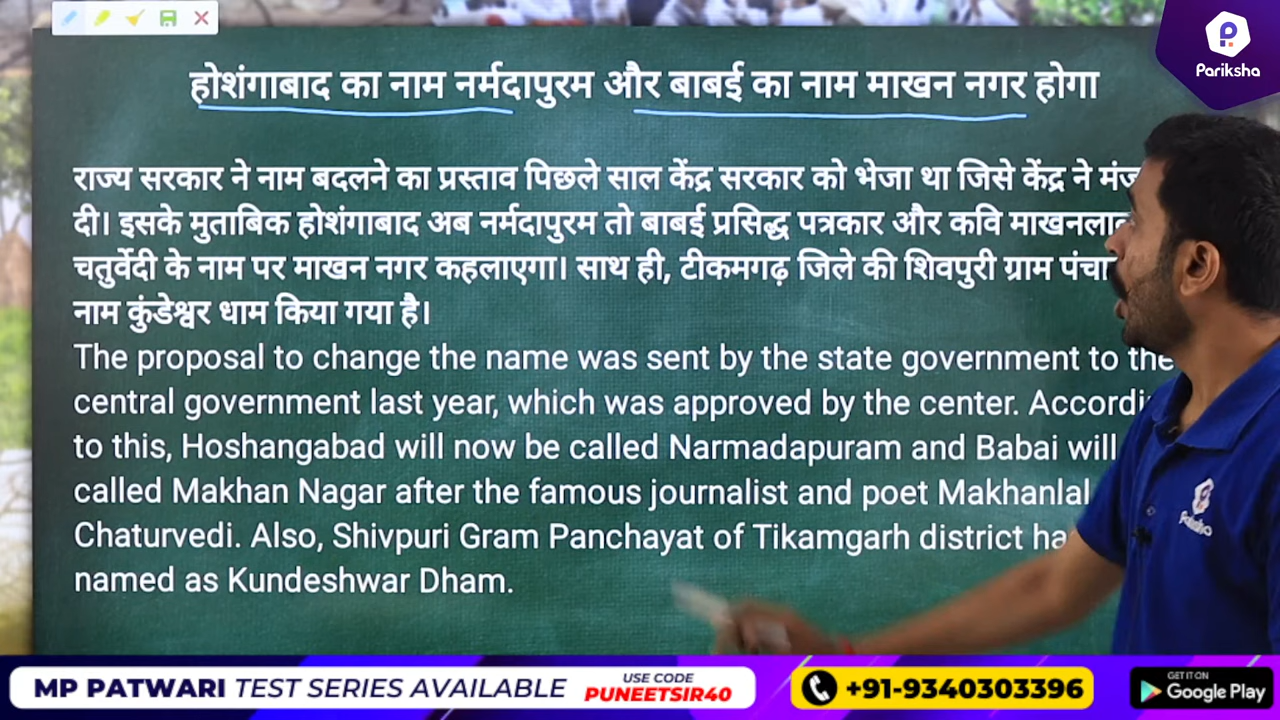 Pariksha
होशंगाबाद का नाम नर्मदापुरम और बाबई का नाम माखन नगर होगा
राज्य सरकार ने नाम बदलने का प्रस्ताव पिछले साल केंद्र सरकार को भेजा था जिसे केंद्र ने
दी। इसके मुताबिक होशंगाबाद अब नर्मदापुरम तो बाबई प्रसिद्ध पत्रकार और कवि
चतुर्वेदी के नाम पर माखन नगर कहलाएगा। साथ ही, टीकमगढ़ जिले की शिवपुरी ग्राम
नाम कुंडेश्वर धाम किया गया है।
The proposal to change the name was sent by the state government to the
central government last year, which was approved by the center.
to this, Hoshangabad will now be called Narmadapuram and Babai will
called Makhan Nagar after the famous journalist and poet Makhanlal
Chaturvedi. Also, Shivpuri Gram Panchayat of Tikamgarh district
named as Kundeshwar Dham.
Pariksha
MP PATWARI TEST SERIES AVAILABLE
USE CODE
PUNEETSIR40
+91-9340303396
GET IT ON
Google Play